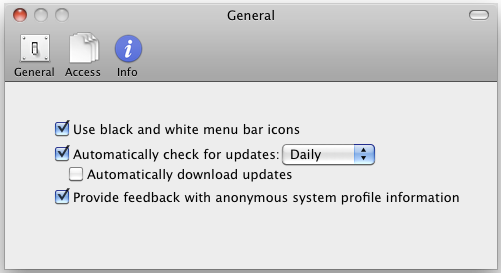 General
General Access Info
Use black and white menu bar icons
Automatically check for updates: Daily
Automatically download updates
Provide feedback with anonymous system profile information